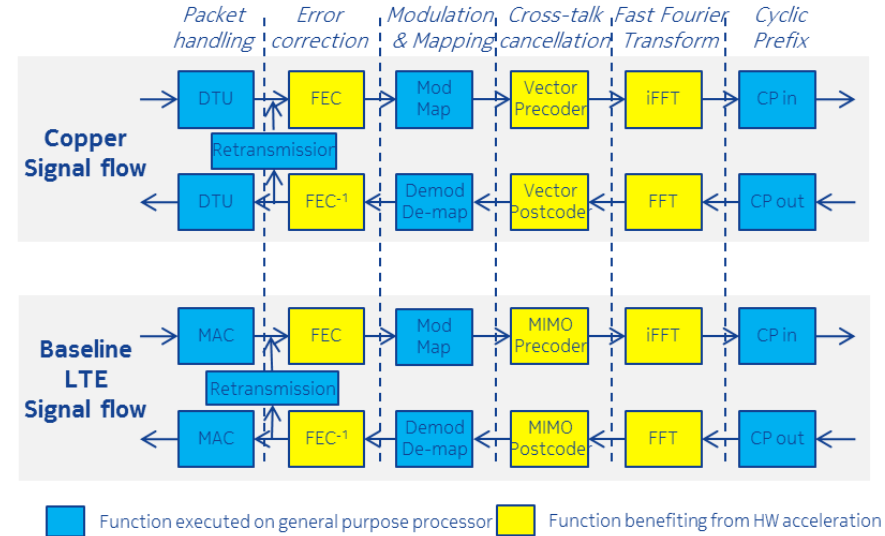 Packet handling
Error correction
Modulation & Mapping
Cross-talk cancellation
Fast Fourier Transform
Cyclic Prefix
Copper Signal flow
DTU
FEC
Mod Map
Vector Precoder
iFFT
CP in
Retransmission
DTU
FEC-1
Demod De-map
Vector Postcoder
FFT
CP out
Baseline LTE Signal flow
MAC
FEC
Mod Map
MIMO Precoder
iFFT
CP in
Retransmission
MAC
FEC-1
Demod De-map
MIMO Postcoder
FFT
CP out
Function executed on general purpose processor
Function benefiting from HW acceleration